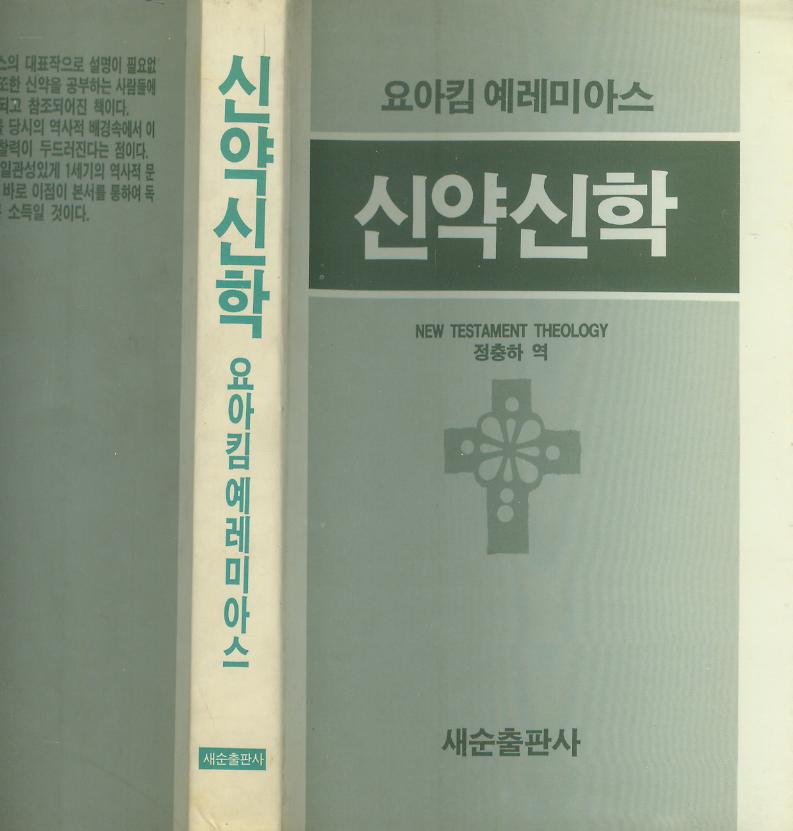 스의 대표작으로 설명이 필요없
또한 신약을 공부하는 사람들에
되고 참조되어진 책이다.
당시의 역사적 배경속에서 이
찰력이 두드러진다는 점이다.
일관성있게 1세기의 역사적 문
바로 이점이 본서를 통하여 독
소득일 것이다.
신약신학
요아킴 예레미아스
새순출판사
요아킴 예레미아스
신약신학
NEW TESTAMENT THEOLOGY
정충하 역
새순출판사